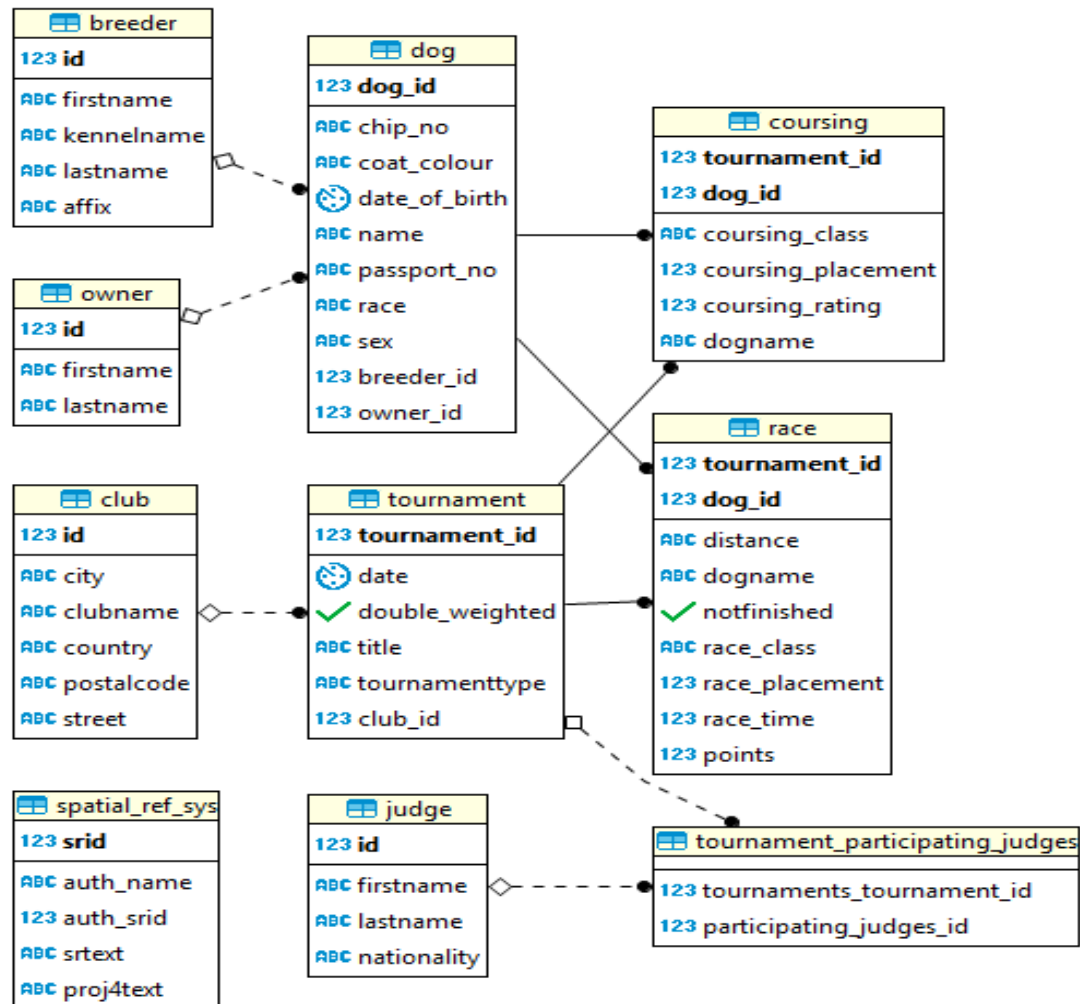 breeder
123 id
ABC firstname
ABC kennelname
ABC lastname
ABC affix
dog
123 dog_id
ABC chip_no
ABC coat_colour
date_of_birth
ABC name
ABC passport_no
ABC race
ABC sex
123 breeder_id
123 owner_id
coursing
123 tournament_id
123 dog_id
ABC coursing_class
123 coursing_placement
123 coursing_rating
ABC dogname
owner
123 id
ABC firstname
ABC lastname
race
123 tournament_id
123 dog_id
ABC distance
ABC dogname
notfinished
ABC race_class
123 race_placement
123 race_time
123 points
club
123 id
ABC city
ABC clubname
ABC country
ABC postalcode
ABC street
tournament
123 tournament_id
date
double_weighted
ABC title
ABC tournamenttype
123 club_id
spatial_ref_sys
123 srid
ABC auth_name
123 auth_srid
ABC srtext
ABC proj4text
judge
123 id
ABC firstname
ABC lastname
ABC nationality
tournament_participating_judges
123 tournaments_tournament_id
123 participating_judges_id